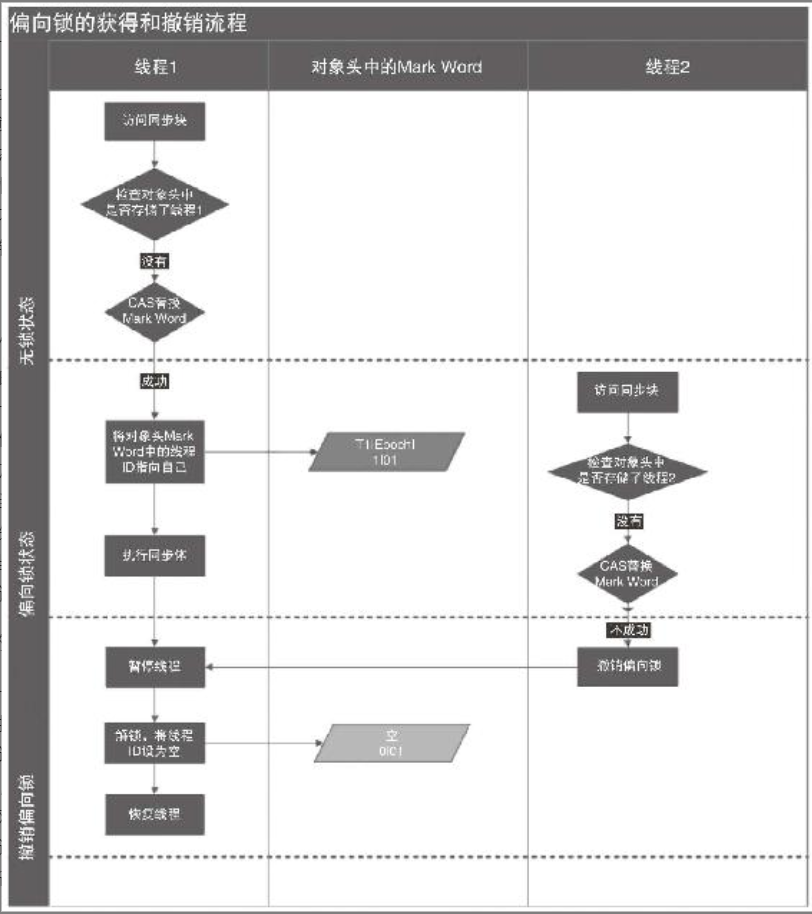 偏向锁的获得和撤销流程
线程1
对象头中的Mark Word
线程2
无锁状态
访问同步块
检查对象头中
是否存储了线程1
没有
CAS替换
Mark Word
偏向锁状态
成功
将对象头Mark
Word中的线程
ID指向自己
T1|Epoch|
1|01
执行同步体
访问同步块
检查对象头中
是否存储了线程2
没有
CAS替换
Mark Word
撤销偏向锁
不成功
撤销偏向锁
暂停线程
解锁，将线程
ID设为空
空
0|01
恢复线程